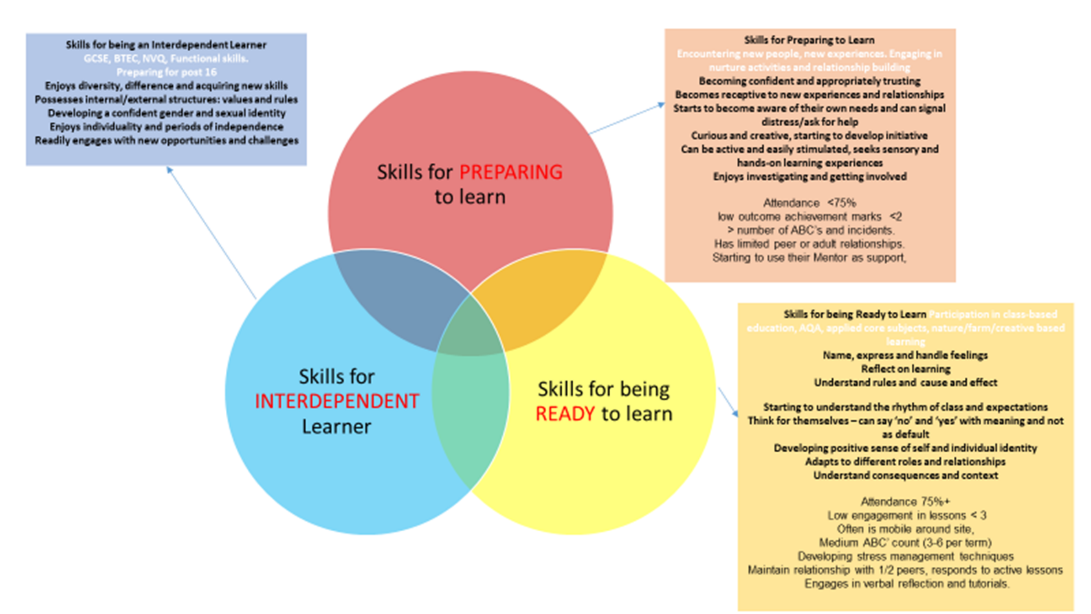 Skills for being an Interdependent Learner
GCSE, BTEC, NVQ, Functional skills.
Preparing for post 16
Enjoys diversity, difference and acquiring new skills
Possesses internal/external structures: values and rules
Developing a confident gender and sexual identity
Enjoys individuality and periods of independence
Readily engages with new opportunities and challenges
Skills for PREPARING
to learn
Skills for
INTERDEPENDENT
Learner
Skills for being
READY to learn
Skills for Preparing to Learn
Encountering new people, new experiences. Engaging in
nurture activities and relationship building
Becoming confident and appropriately trusting
Becomes receptive to new experiences and relationships
Starts to become aware of their own needs and can signal
distress/ask for help
Curious and creative, starting to develop initiative
Can be active and easily stimulated, seeks sensory and
hands-on learning experiences
Enjoys investigating and getting involved
Attendance <75%
low outcome achievement marks <2
> number of ABC's and incidents.
Has limited peer or adult relationships.
Starting to use their Mentor as support,
Skills for being Ready to Learn Participation in class-based
education, AQA, applied core subjects, nature/farm/creative based
learning
Name, express and handle feelings
Reflect on learning
Understand rules and cause and effect
Starting to understand the rhythm of class and expectations
Think for themselves – can say 'no' and 'yes' with meaning and not
as default
Developing positive sense of self and individual identity
Adapts to different roles and relationships
Understand consequences and context
Attendance 75%+
Low engagement in lessons < 3
Often is mobile around site,
Medium ABC' count (3-6 per term)
Developing stress management techniques
Maintain relationship with 1/2 peers, responds to active lessons
Engages in verbal reflection and tutorials.